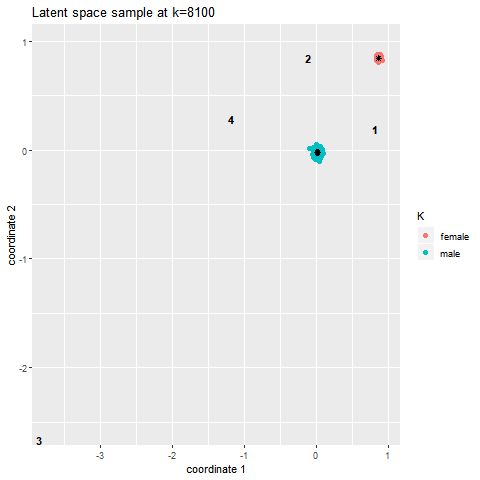 Latent space sample at k=8100
1
2
4
1
0
K
female
male
-1
-2
3
-3
-2
-1
0
1
coordinate 1
coordinate 2